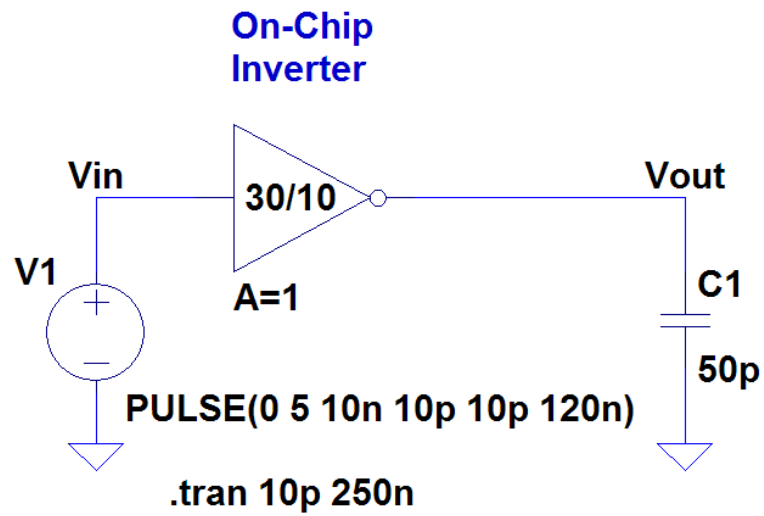 On-Chip
Inverter
Vin
30/10
Vout
V1
A=1
C1
50p
PULSE(0 5 10n 10p 10p 120n)
.tran 10p 250n